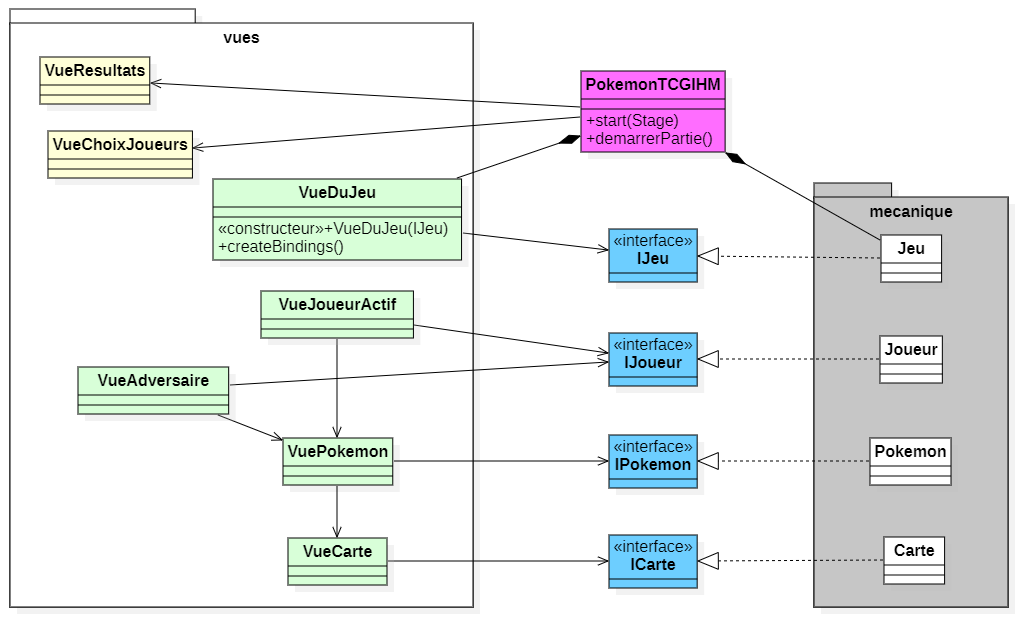 vues
VueResultats
PokemonTCGIHM
+start(Stage)
+demarrerPartie()
VueChoixJoueurs
VueDuJeu
«constructeur»+VueDuJeu(IJeu)
+createBindings()
mecanique
«interface»
IJeu
Jeu
VueJoueurActif
«interface»
IJoueur
Joueur
VueAdversaire
VuePokemon
«interface»
IPokemon
Pokemon
VueCarte
«interface»
ICarte
Carte